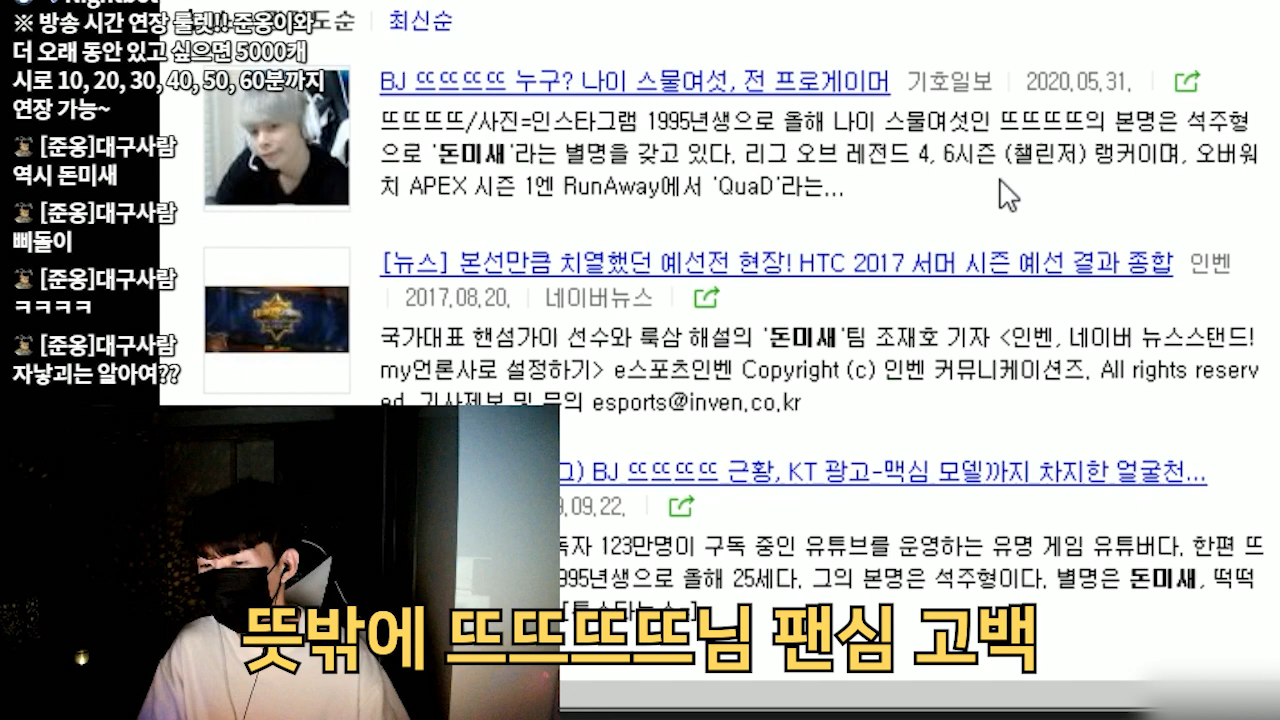 ※ 방송 시간 연장 룰렛!! 준옹이와
더 오래 동안 있고 싶으면 5000캐
시로 10, 20, 30, 40, 50, 60분까지
연장 가능~
[준옹]대구사람
역시 돈미새
[준옹]대구사람
삐돌이
[준옹]대구사람
ㅋㅋㅋㅋ
[준옹]대구사람
자낳괴는 알아여??
도순
최신순
BJ 뜨뜨뜨뜨 누구? 나이 스물여섯, 전 프로게이머 기호일보 2020.05.31.
뜨뜨뜨뜨/사진=인스타그램 1995년생으로 올해 나이 스물여섯인 뜨뜨뜨뜨의 본명은 석주형
으로 '돈미새'라는 별명을 갖고 있다. 리그 오브 레전드 4, 6시즌 (챌린저) 랭커이며, 오버워
치 APEX 시즌 1엔 RunAway에서 'QuaD'라는...
[뉴스] 본선만큼 치열했던 예선전 현장! HTC 2017 서머 시즌 예선 결과 종합 인벤
2017.08.20. 네이버뉴스
국가대표 핸섬가이 선수와 룩삼 해설의 '돈미새'팀 조재호 기자 <인벤, 네이버 뉴스스탠드!
my언론사로 설정하기> e스포츠인벤 Copyright (c) 인벤 커뮤니케이션즈. All rights reserv
ed. 기사제보 및 문의 esports@inven.co.kr
그) BJ 뜨뜨뜨뜨 근황, KT 광고-맥심 모델까지 차지한 얼굴천...
.09.22.
독자 123만명이 구독 중인 유튜브를 운영하는 유명 게임 유튜버다. 한편 뜨
995년생으로 올해 25세다. 그의 본명은 석주형이다. 별명은 돈미새, 떡떡
뜻밖에 뜨뜨뜨뜨님 팬심 고백